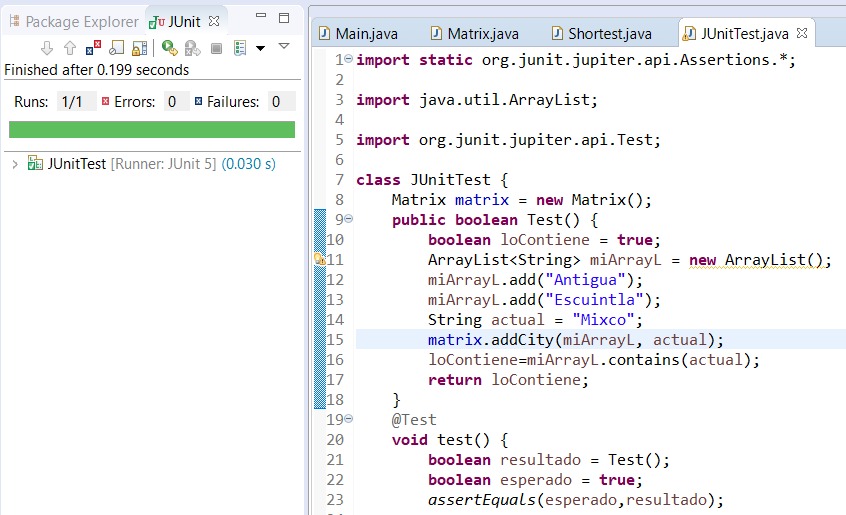 Package Explorer JUnit
Finished after 0.199 seconds
Runs: 1/1 Errors: 0 Failures: 0
JUnitTest [Runner: JUnit 5] (0.030 s)
Main.java Matrix.java Shortest.java JUnitTest.java
1 import static org.junit.jupiter.api.Assertions.*;
2
3 import java.util.ArrayList;
4
5 import org.junit.jupiter.api.Test;
6
7 class JUnitTest {
8 Matrix matrix = new Matrix();
9 public boolean Test() {
10 boolean loContiene = true;
11 ArrayList<String> miArrayL = new ArrayList();
12 miArrayL.add("Antigua");
13 miArrayL.add("Escuintla");
14 String actual = "Mixco";
15 matrix.addCity(miArrayL, actual);
16 loContiene=miArrayL.contains(actual);
17 return loContiene;
18 }
19 @Test
20 void test() {
21 boolean resultado = Test();
22 boolean esperado = true;
23 assertEquals(esperado,resultado);